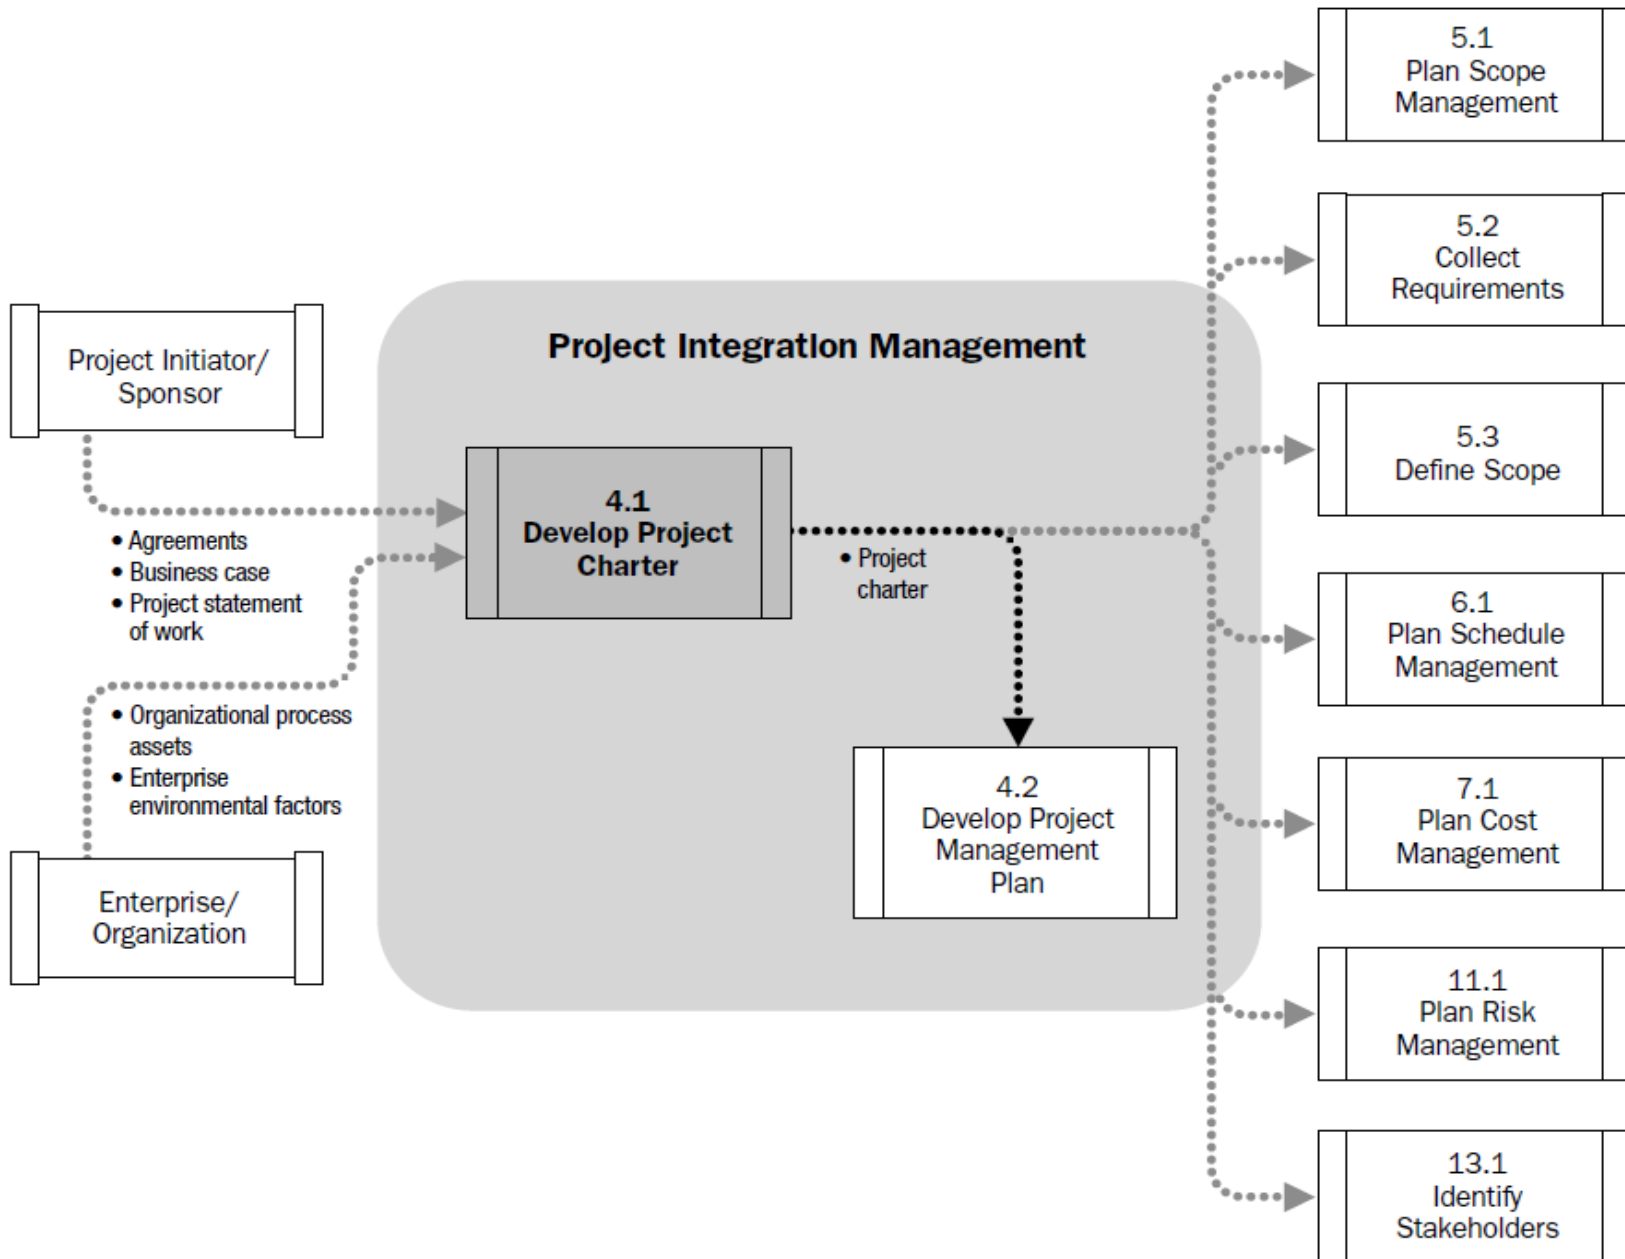 Project Initiator/
Sponsor
• Agreements
• Business case
• Project statement
of work
• Organizational process
assets
• Enterprise
environmental factors
Enterprise/
Organization
Project Integration Management
4.1
Develop Project
Charter
• Project
charter
4.2
Develop Project
Management
Plan
5.1
Plan Scope
Management
5.2
Collect
Requirements
5.3
Define Scope
6.1
Plan Schedule
Management
7.1
Plan Cost
Management
11.1
Plan Risk
Management
13.1
Identify
Stakeholders